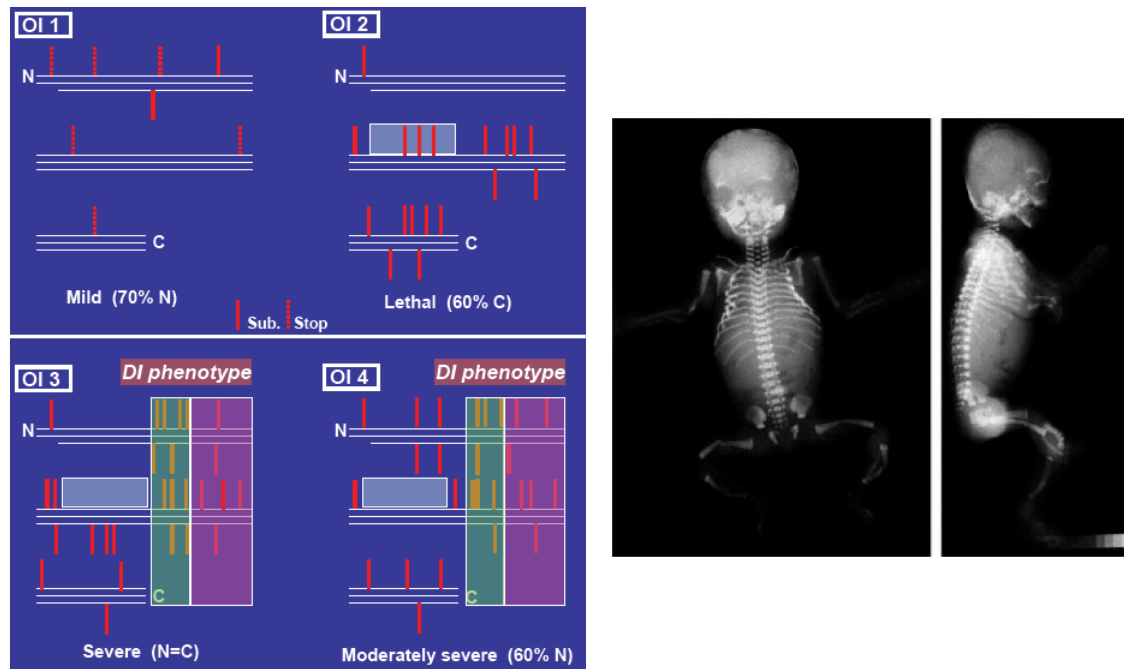 OI 1
N
C
Mild (70% N)
Sub. Stop
OI 2
N
C
Lethal (60% C)
OI 3
DI phenotype
N
C
Severe (N=C)
OI 4
DI phenotype
N
C
Moderately severe (60% N)